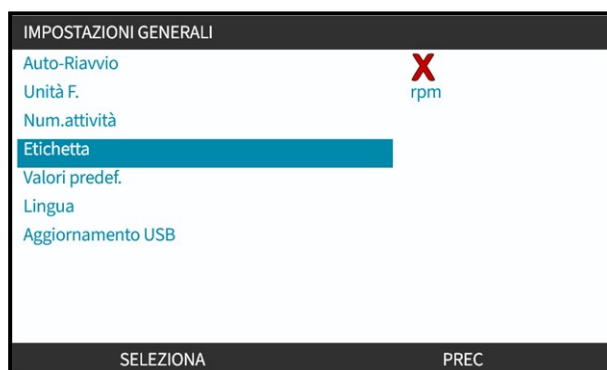 IMPOSTAZIONI GENERALI
Auto-Riavvio
Unità F. rpm
Num.attività
Etichetta
Valori predef.
Lingua
Aggiornamento USB
SELEZIONA PREC